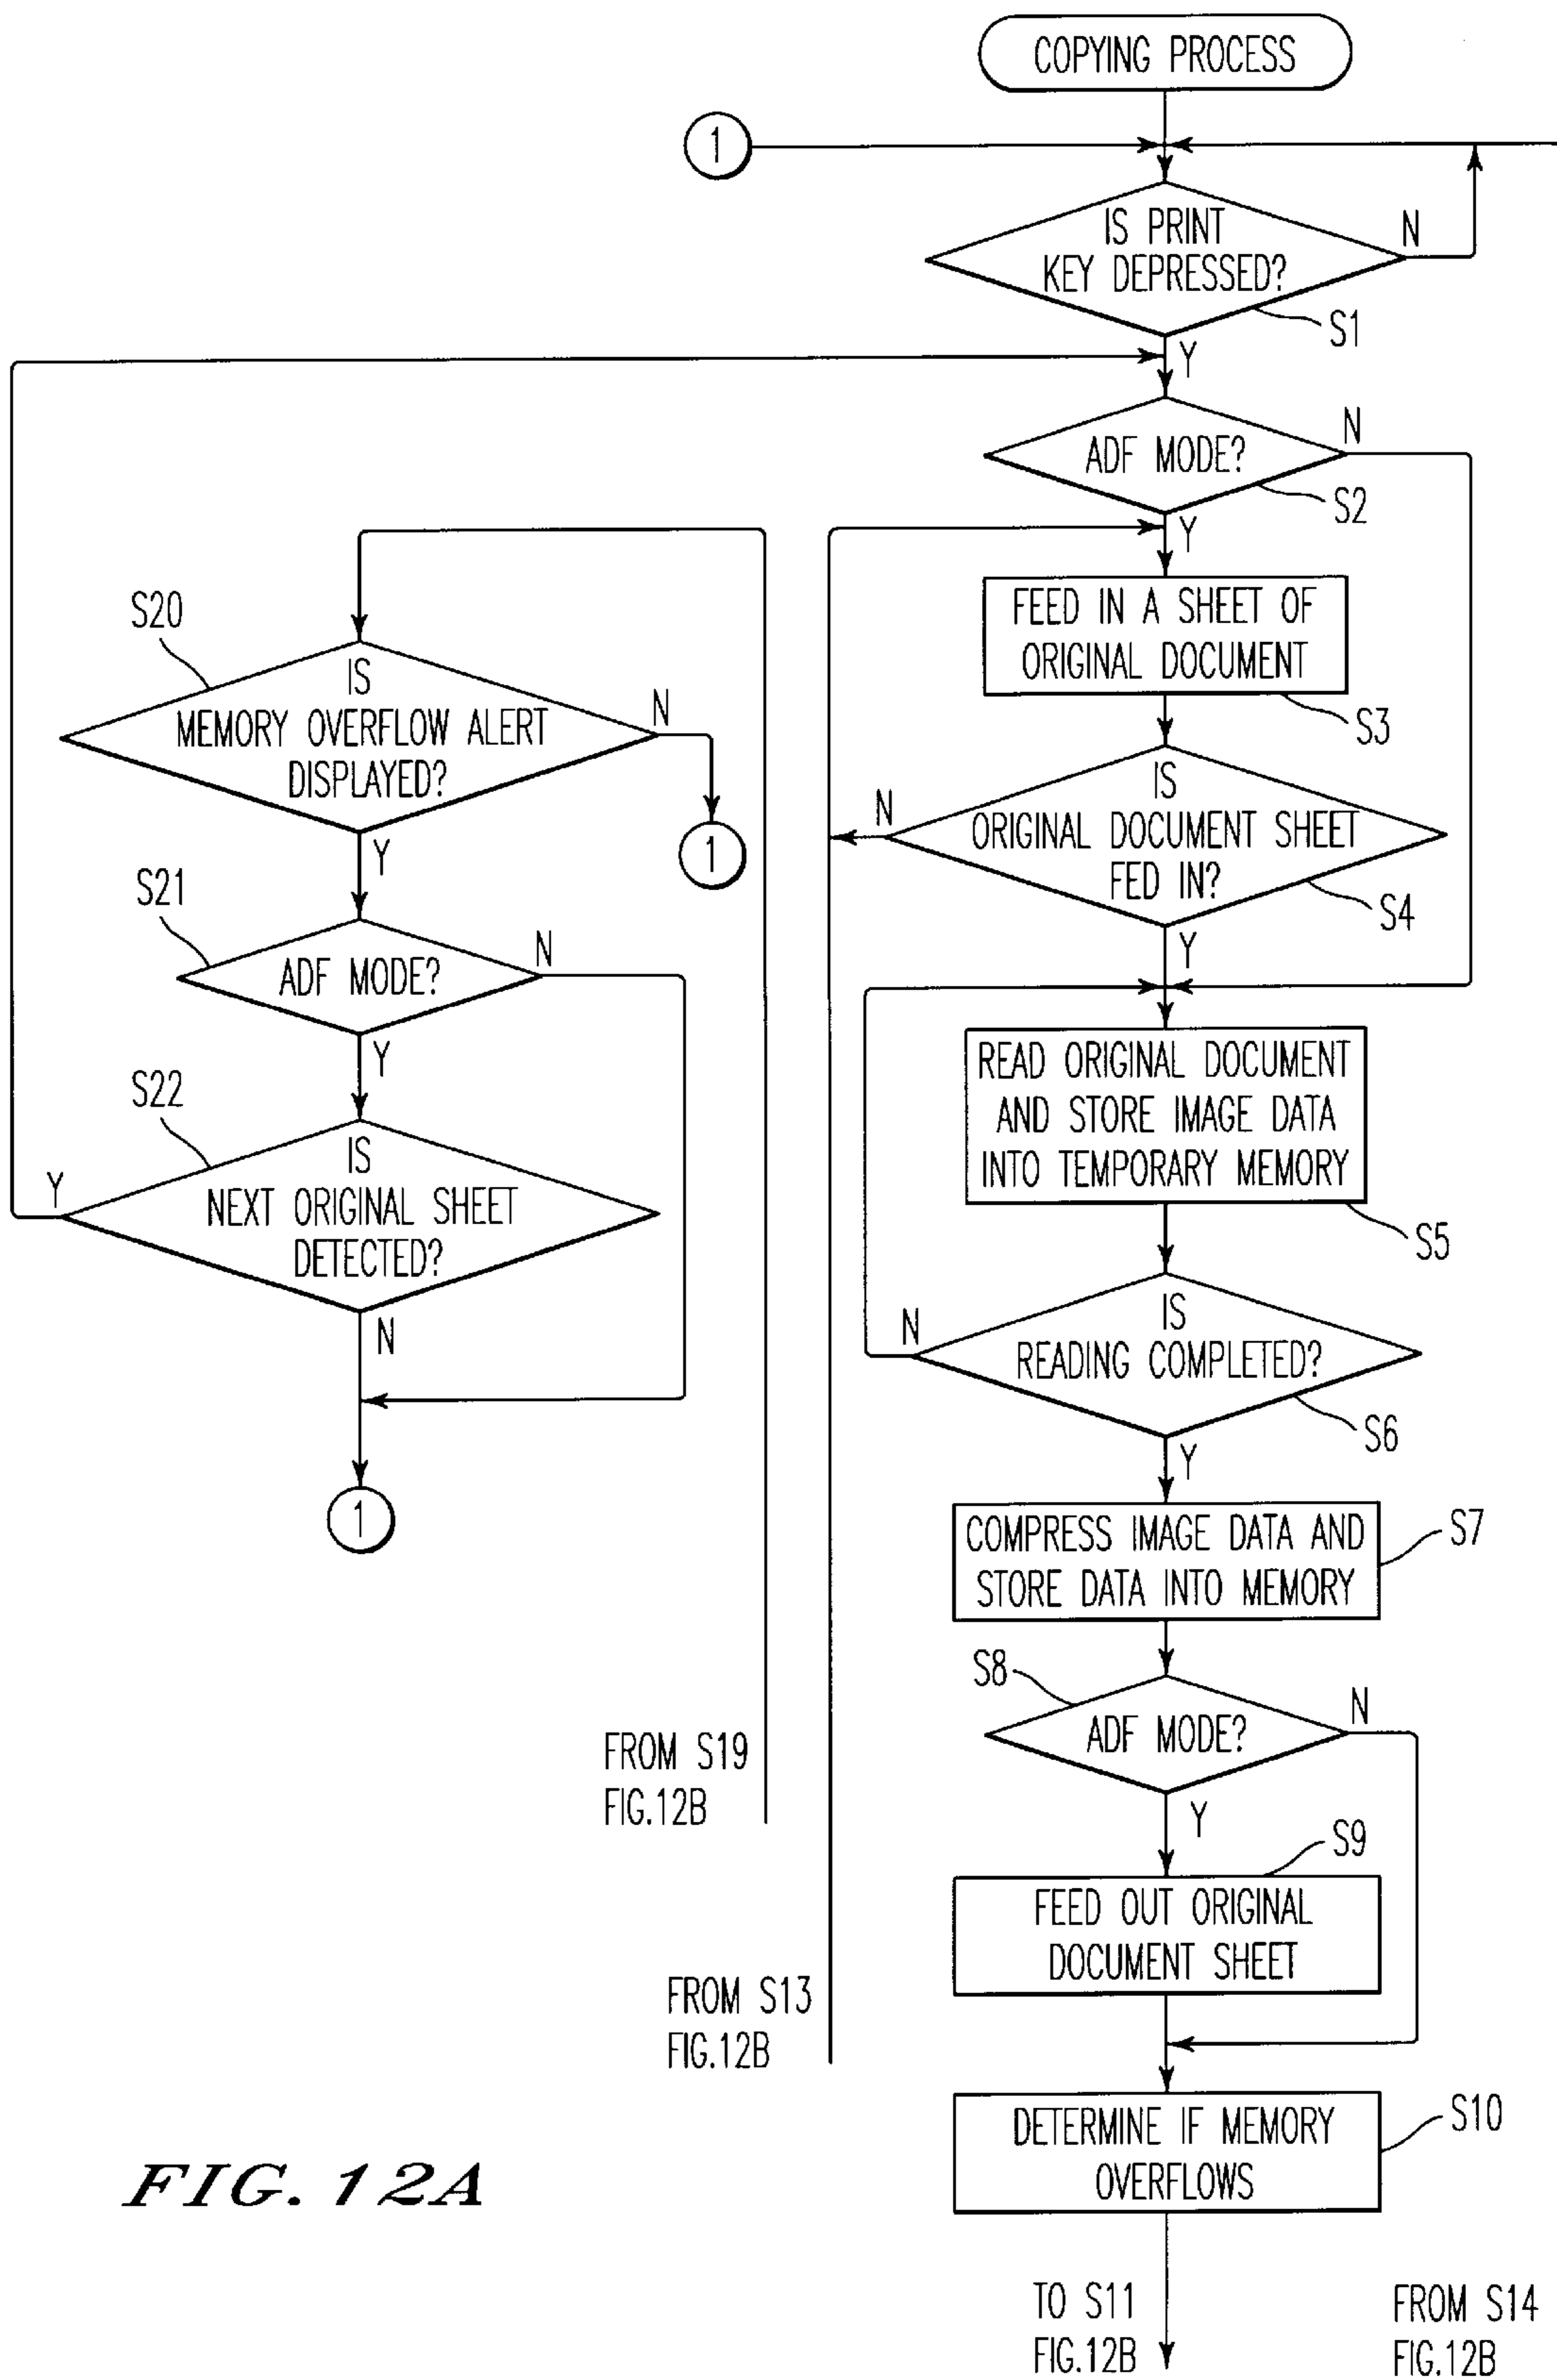 COPYING PROCESS
1
IS PRINT
KEY DEPRESSED?
N
S1
Y
ADF MODE?
N
S2
Y
FEED IN A SHEET OF
ORIGINAL DOCUMENT
S3
IS
ORIGINAL DOCUMENT SHEET
FED IN?
N
S4
Y
READ ORIGINAL DOCUMENT
AND STORE IMAGE DATA
INTO TEMPORARY MEMORY
S5
IS
READING COMPLETED?
N
S6
Y
COMPRESS IMAGE DATA AND
STORE DATA INTO MEMORY
S7
S8
ADF MODE?
N
Y
S9
FEED OUT ORIGINAL
DOCUMENT SHEET
DETERMINE IF MEMORY
OVERFLOWS
S10
TO S11
FIG.12B
FROM S14
FIG.12B
S20
IS
MEMORY OVERFLOW ALERT
DISPLAYED?
N
1
Y
S21
ADF MODE?
N
Y
S22
IS
NEXT ORIGINAL SHEET
DETECTED?
Y
N
1
FROM S19
FIG.12B
FROM S13
FIG.12B
FIG. 12A